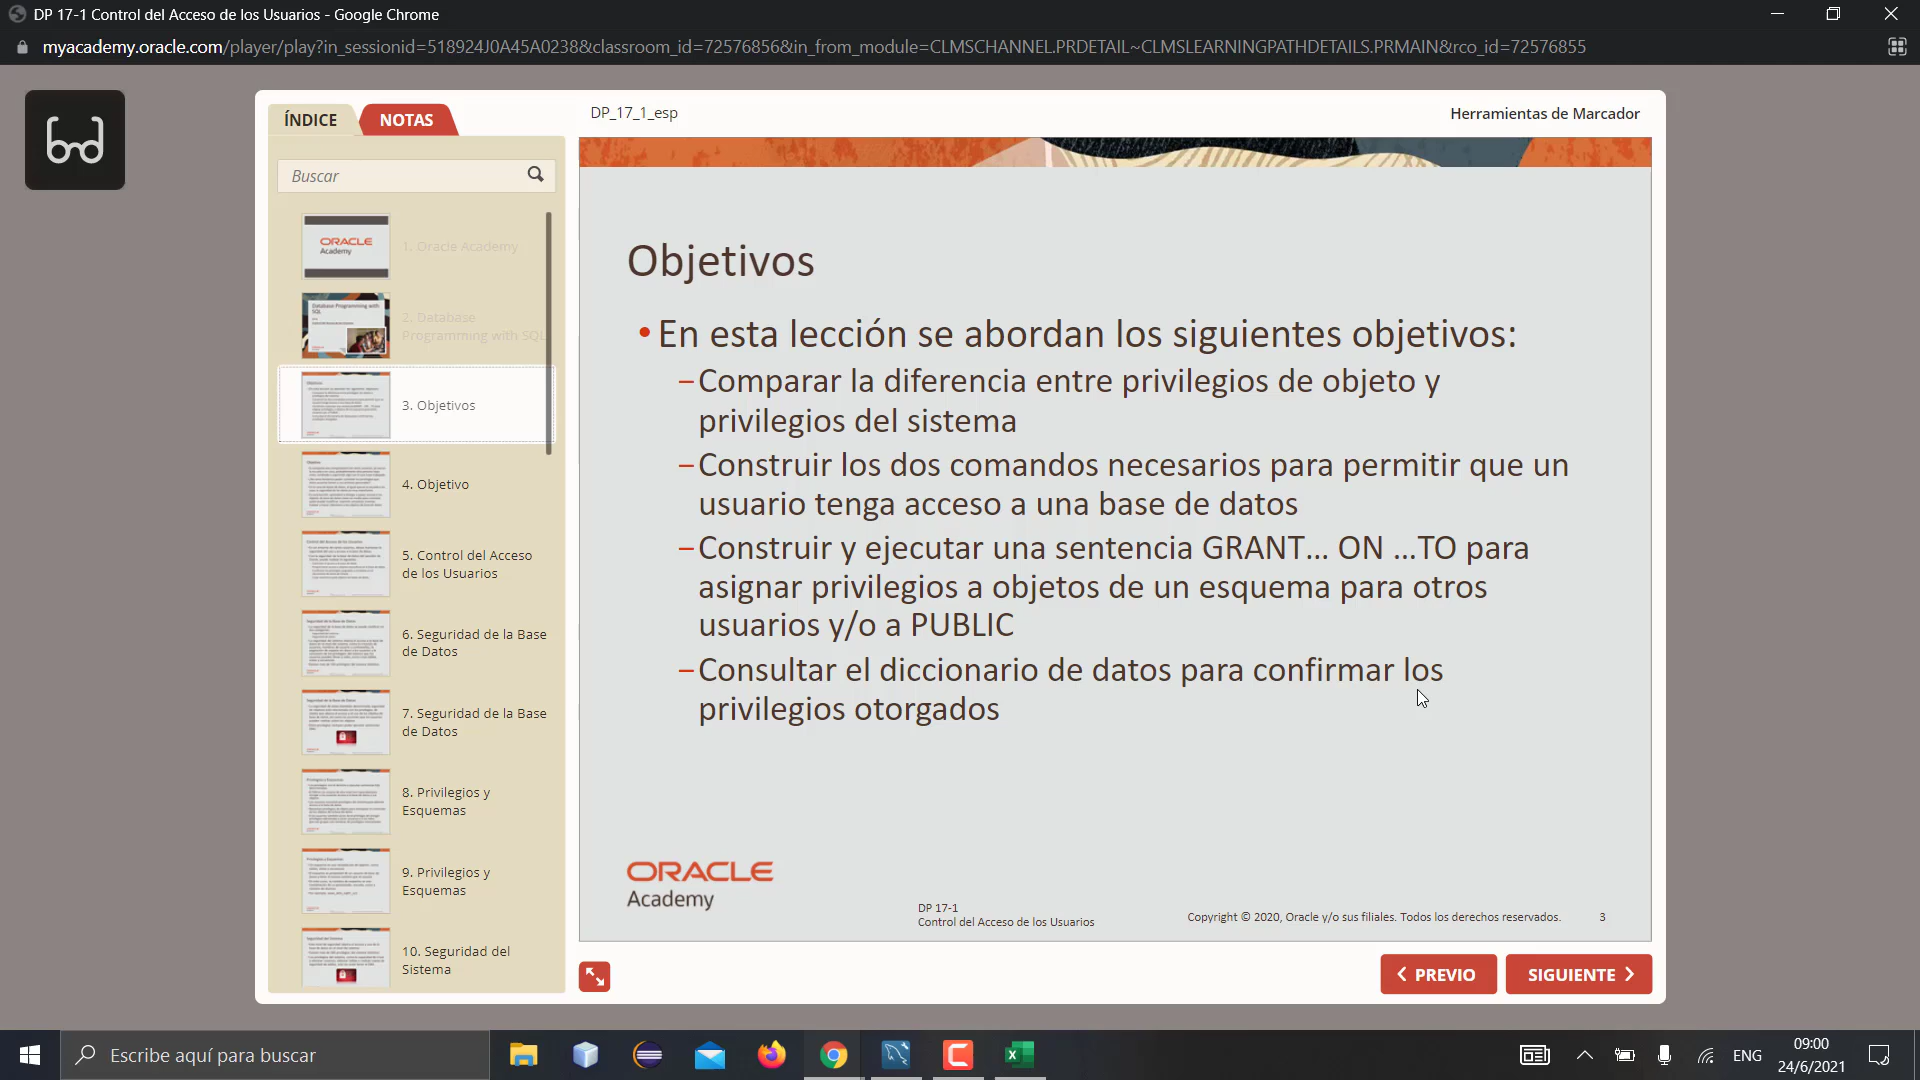 DP 17-1 Control del Acceso de los Usuarios - Google Chrome
myacademy.oracle.com/player/play?in_sessionid=518924J0A45A0238&classroom_id=72576856&in_from_module=CLMSCHANNEL.PRDETAIL~CLMSLEARNINGPATHDETAILS.PRMAIN&rco_id=72576855
ÍNDICE
NOTAS
DP_17_1_esp
Herramientas de Marcador
Buscar
ORACLE
Academy
1. Oracle Academy
Database Programming with
SQL
2. Database
Programming with SQL
3. Objetivos
4. Objetivo
5. Control del Acceso
de los Usuarios
6. Seguridad de la Base
de Datos
7. Seguridad de la Base
de Datos
8. Privilegios y
Esquemas
9. Privilegios y
Esquemas
10. Seguridad del
Sistema
Objetivos
• En esta lección se abordan los siguientes objetivos:
–Comparar la diferencia entre privilegios de objeto y
privilegios del sistema
–Construir los dos comandos necesarios para permitir que un
usuario tenga acceso a una base de datos
–Construir y ejecutar una sentencia GRANT... ON ...TO para
asignar privilegios a objetos de un esquema para otros
usuarios y/o a PUBLIC
–Consultar el diccionario de datos para confirmar los
privilegios otorgados
ORACLE
Academy
DP 17-1
Control del Acceso de los Usuarios
Copyright © 2020, Oracle y/o sus filiales. Todos los derechos reservados.
3
PREVIO
SIGUIENTE
Escribe aquí para buscar
ENG
09:00
24/6/2021